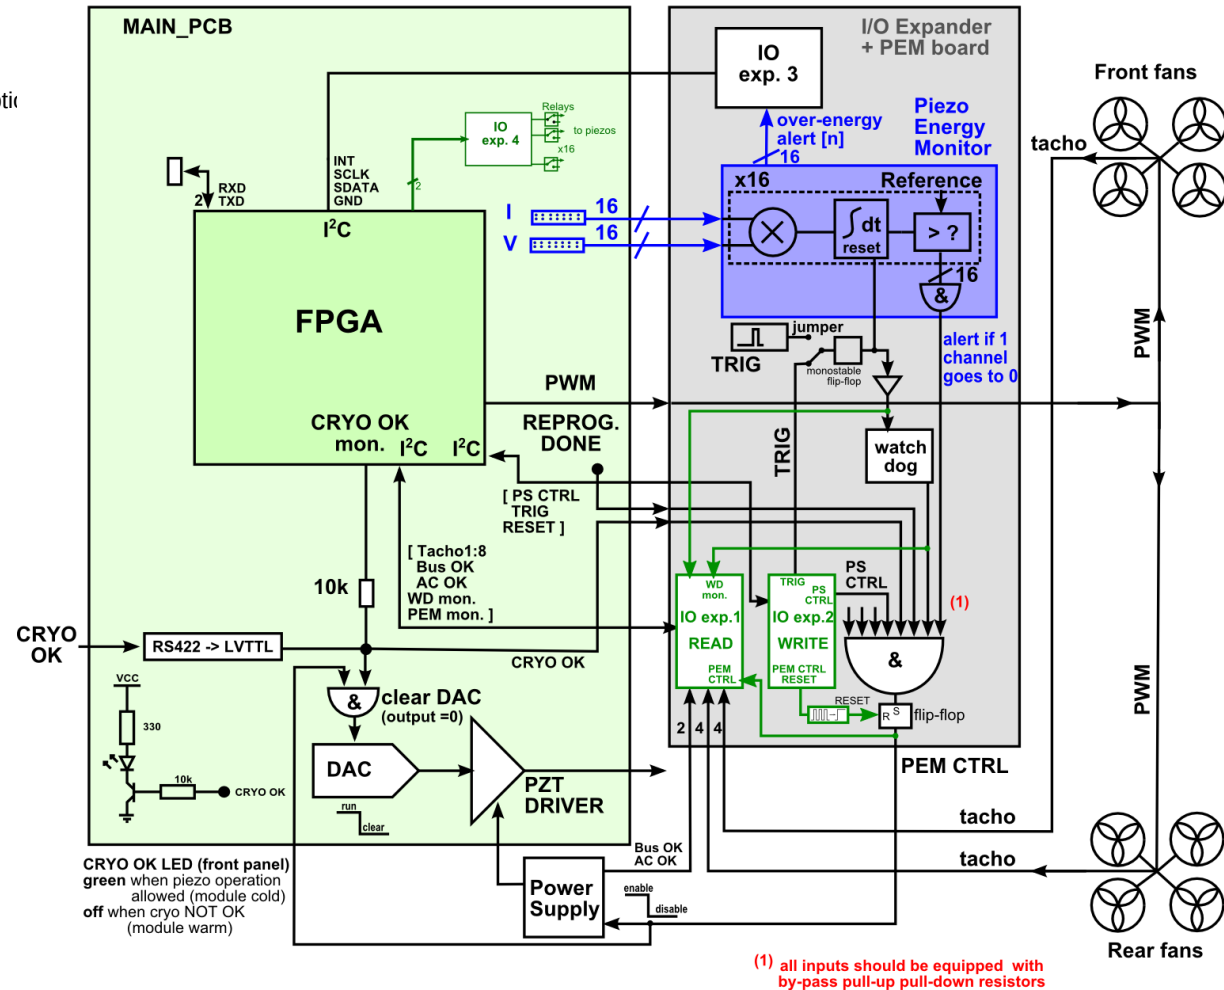 MAIN_PCB
I/O Expander
+ PEM board
IO
exp. 3
Front fans
Relays
to piezos
x16
IO
exp. 4
2
over-energy
alert [n]
16
Piezo
Energy
Monitor
tacho
INT
SCLK
SDATA
GND
RXD
TXD
2
I²C
I
16
V
16
x16
Reference
∫dt
reset
> ?
16
&
FPGA
TRIG
jumper
monostable
flip-flop
alert if 1
channel
goes to 0
PWM
PWM
CRYO OK
mon.
I²C
I²C
REPROG.
DONE
TRIG
watch
dog
[ PS CTRL
TRIG
RESET ]
[ Tacho1:8
Bus OK
AC OK
WD mon.
PEM mon. ]
10k
WD
mon.
IO exp.1
READ
PEM
CTRL
TRIG
PS
CTRL
IO exp.2
WRITE
PEM CTRL
RESET
PS
CTRL
(1)
&
CRYO
OK
RS422 -> LVTTL
CRYO OK
VCC
330
10k
CRYO OK
&
clear DAC
(output =0)
DAC
run
clear
PZT
DRIVER
2
4
4
RESET
R
S
flip-flop
PEM CTRL
PWM
tacho
tacho
Bus OK
AC OK
Power
Supply
enable
disable
CRYO OK LED (front panel)
green when piezo operation
allowed (module cold)
off when cryo NOT OK
(module warm)
Rear fans
(1) all inputs should be equipped with
by-pass pull-up pull-down resistors